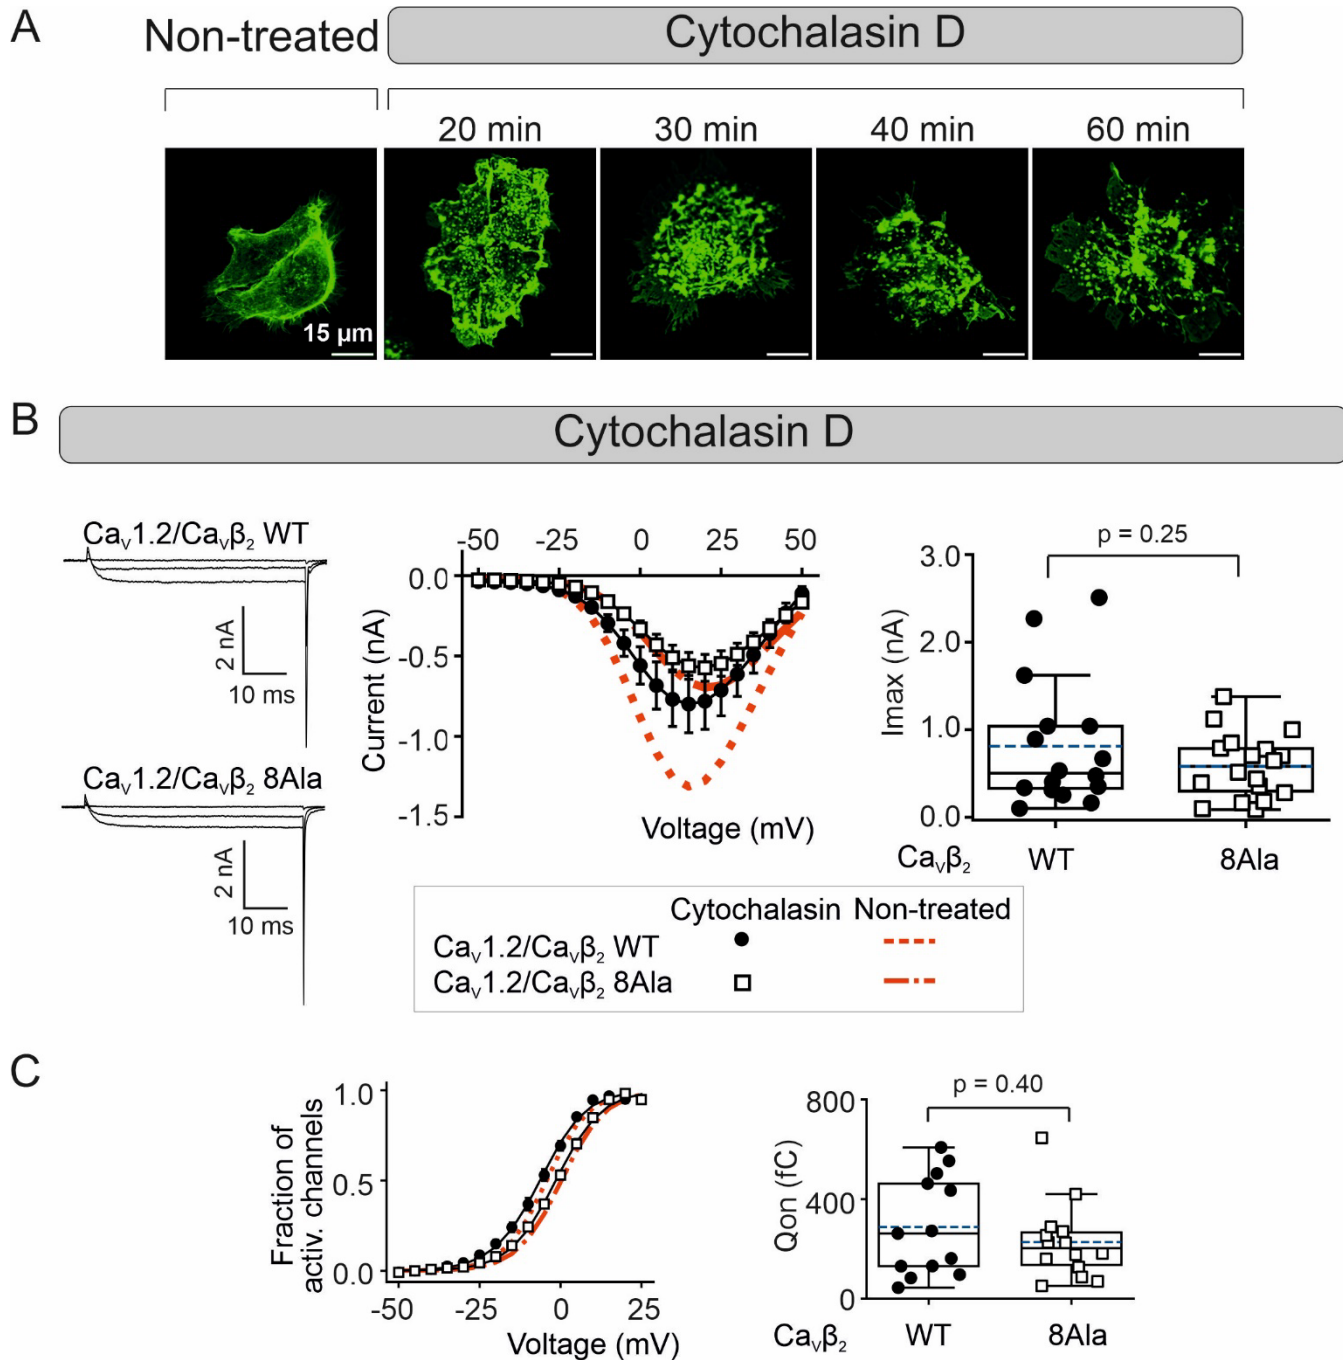 A
Non-treated
Cytochalasin D
20 min
30 min
40 min
60 min
15 µm
B
Cytochalasin D
Caᵥ1.2/Caᵥβ₂ WT
2 nA
10 ms
Caᵥ1.2/Caᵥβ₂ 8Ala
2 nA
10 ms
-50 -25 0 25 50
0.0
-0.5
-1.0
-1.5
Current (nA)
Voltage (mV)
p = 0.25
3.0
2.0
1.0
0.0
Imax (nA)
Caᵥβ₂ WT 8Ala
Cytochalasin Non-treated
Caᵥ1.2/Caᵥβ₂ WT
Caᵥ1.2/Caᵥβ₂ 8Ala
C
1.0
0.5
0.0
Fraction of
activ. channels
-50 -25 0 25
Voltage (mV)
p = 0.40
800
400
0
Qon (fC)
Caᵥβ₂ WT 8Ala